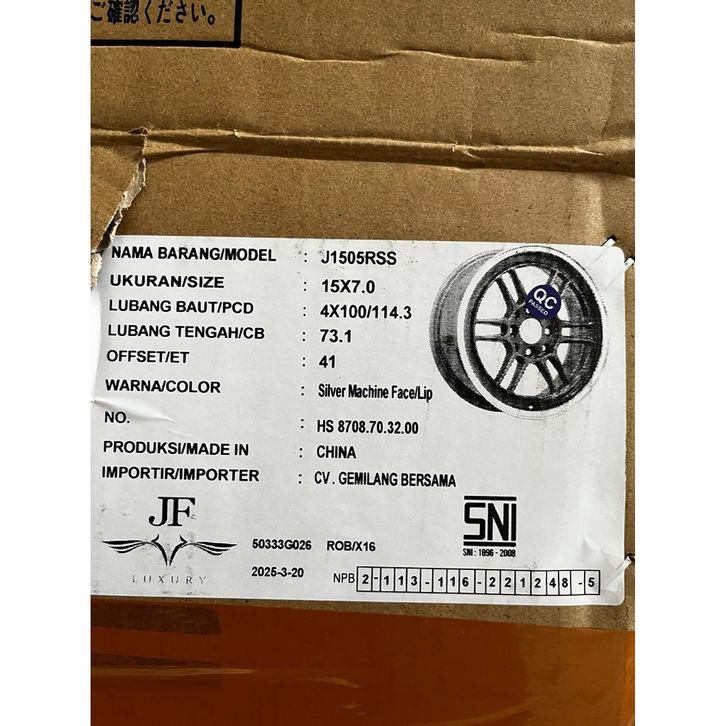 ご確認ください。
NAMA BARANG/MODEL : J1505RSS
UKURAN/SIZE : 15X7.0
LUBANG BAUT/PCD : 4X100/114.3
LUBANG TENGAH/CB : 73.1
OFFSET/ET : 41
WARNA/COLOR : Silver Machine Face/Lip
NO. : HS 8708.70.32.00
PRODUKSI/MADE IN : CHINA
IMPORTIR/IMPORTER : CV. GEMILANG BERSAMA
QC
PASSED
JF
LUXURY
50333G026 ROB/X16
2025-3-20
SNI
SNI : 1896 - 2008
NPB 2-113-116-221248-5